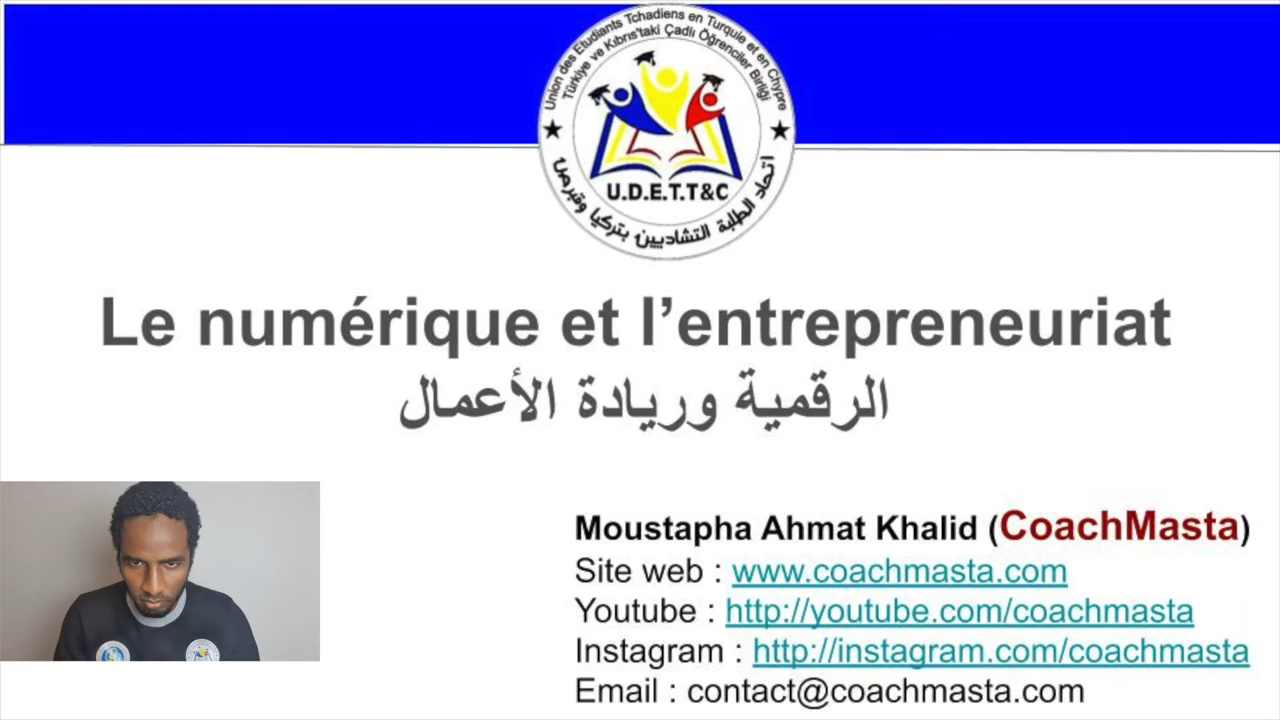 Union des Etudiants Tchadiens en Turquie et en Chypre
Türkiye ve Kıbrıs'taki Çadlı Öğrenciler Birliği
U.D.E.T.T&C
اتحاد الطلبة التشاديين بتركيا وقبرص
Le numérique et l’entrepreneuriat
الرقمية وريادة الأعمال
Moustapha Ahmat Khalid (CoachMasta)
Site web : www.coachmasta.com
Youtube : http://youtube.com/coachmasta
Instagram : http://instagram.com/coachmasta
Email : contact@coachmasta.com